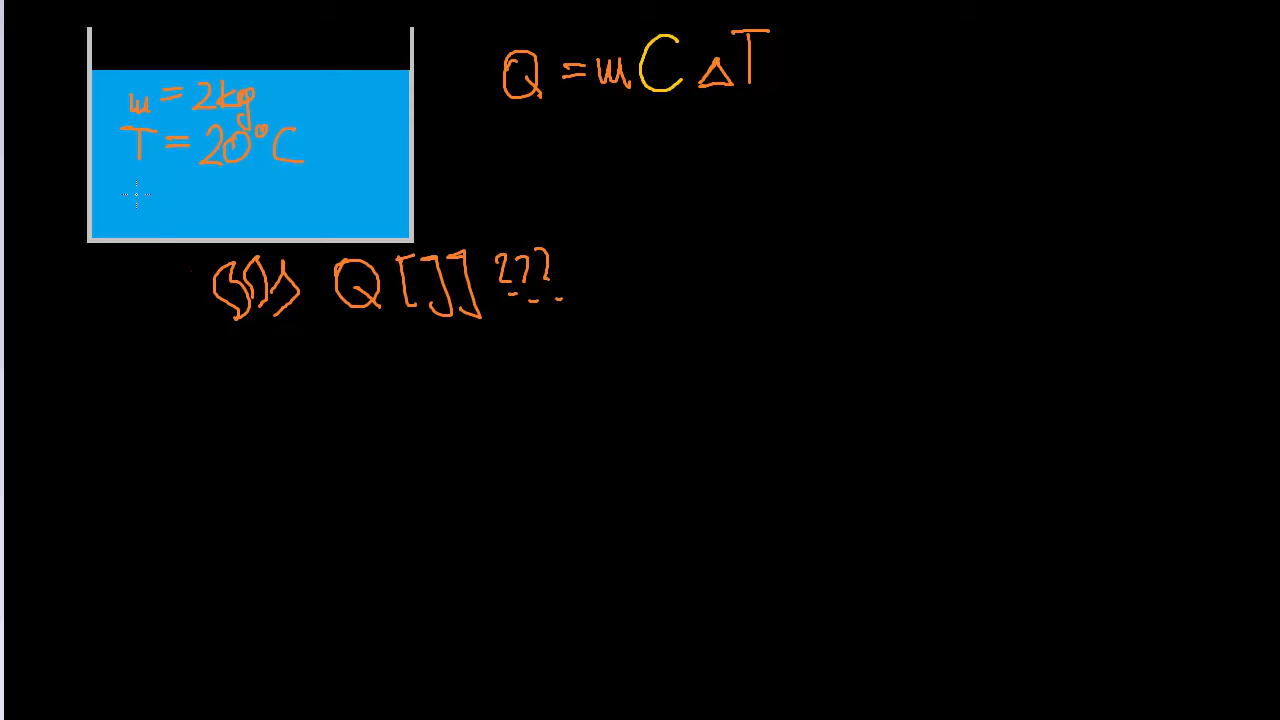 m = 2kg
T = 20°C
Q = mCΔT
Q [J] ???